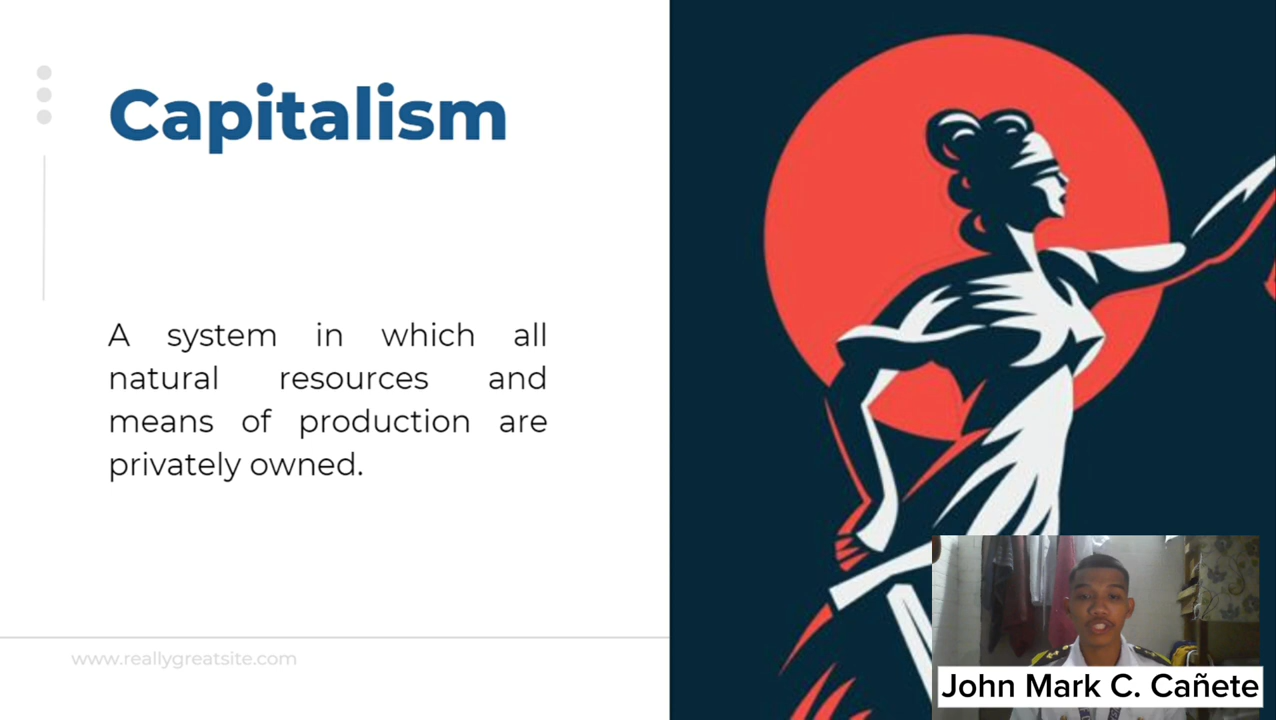 Capitalism
A system in which all
natural resources and
means of production are
privately owned.
www.reallygreatsite.com
John Mark C. Cañete